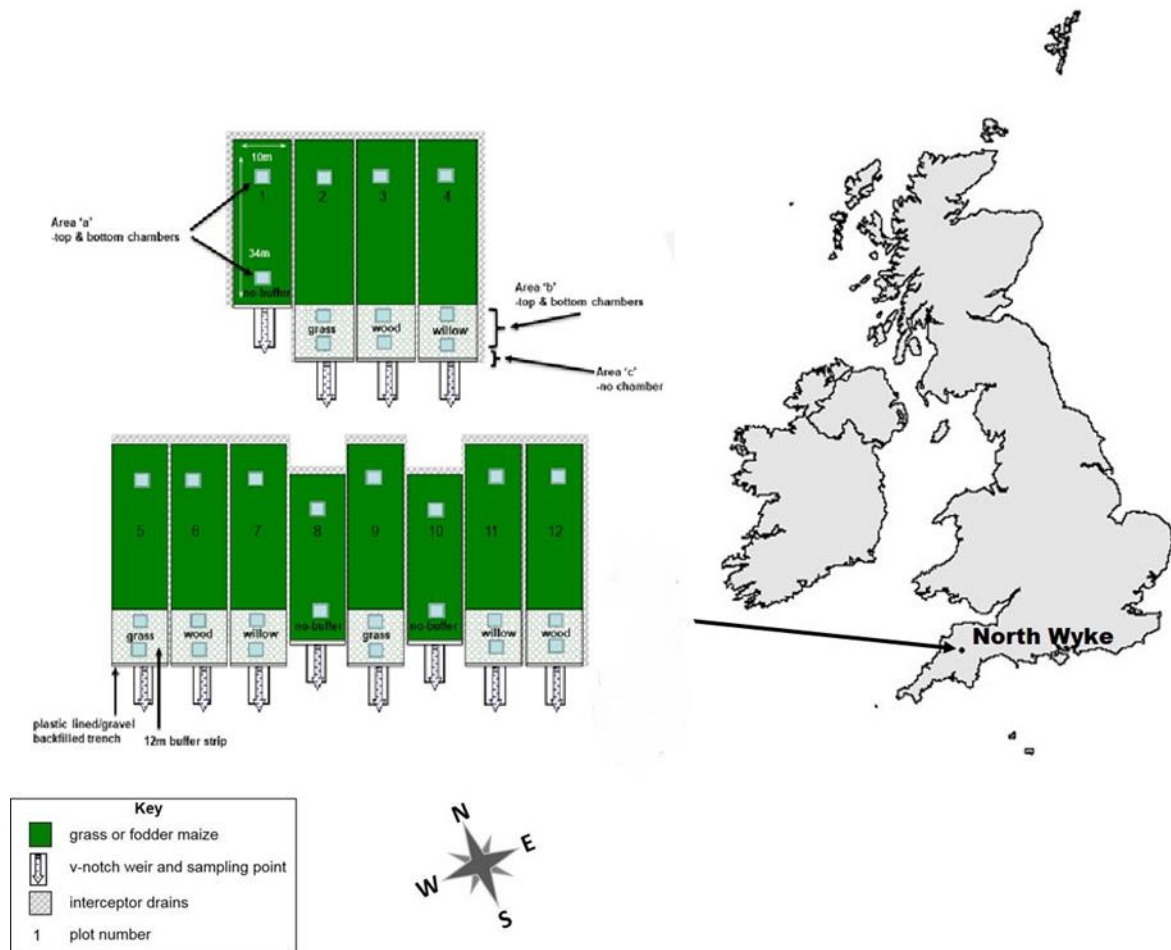 10m
1
2
3
4
Area 'a'
-top & bottom chambers
34m
no-buffer
Area 'b'
-top & bottom chambers
grass
wood
willow
Area 'c'
-no chamber
5
6
7
8
9
10
11
12
grass
wood
willow
no-buffer
grass
no-buffer
willow
wood
plastic lined/gravel
backfilled trench
12m buffer strip
North Wyke
Key
grass or fodder maize
v-notch weir and sampling point
interceptor drains
1
plot number
N
E
W
S